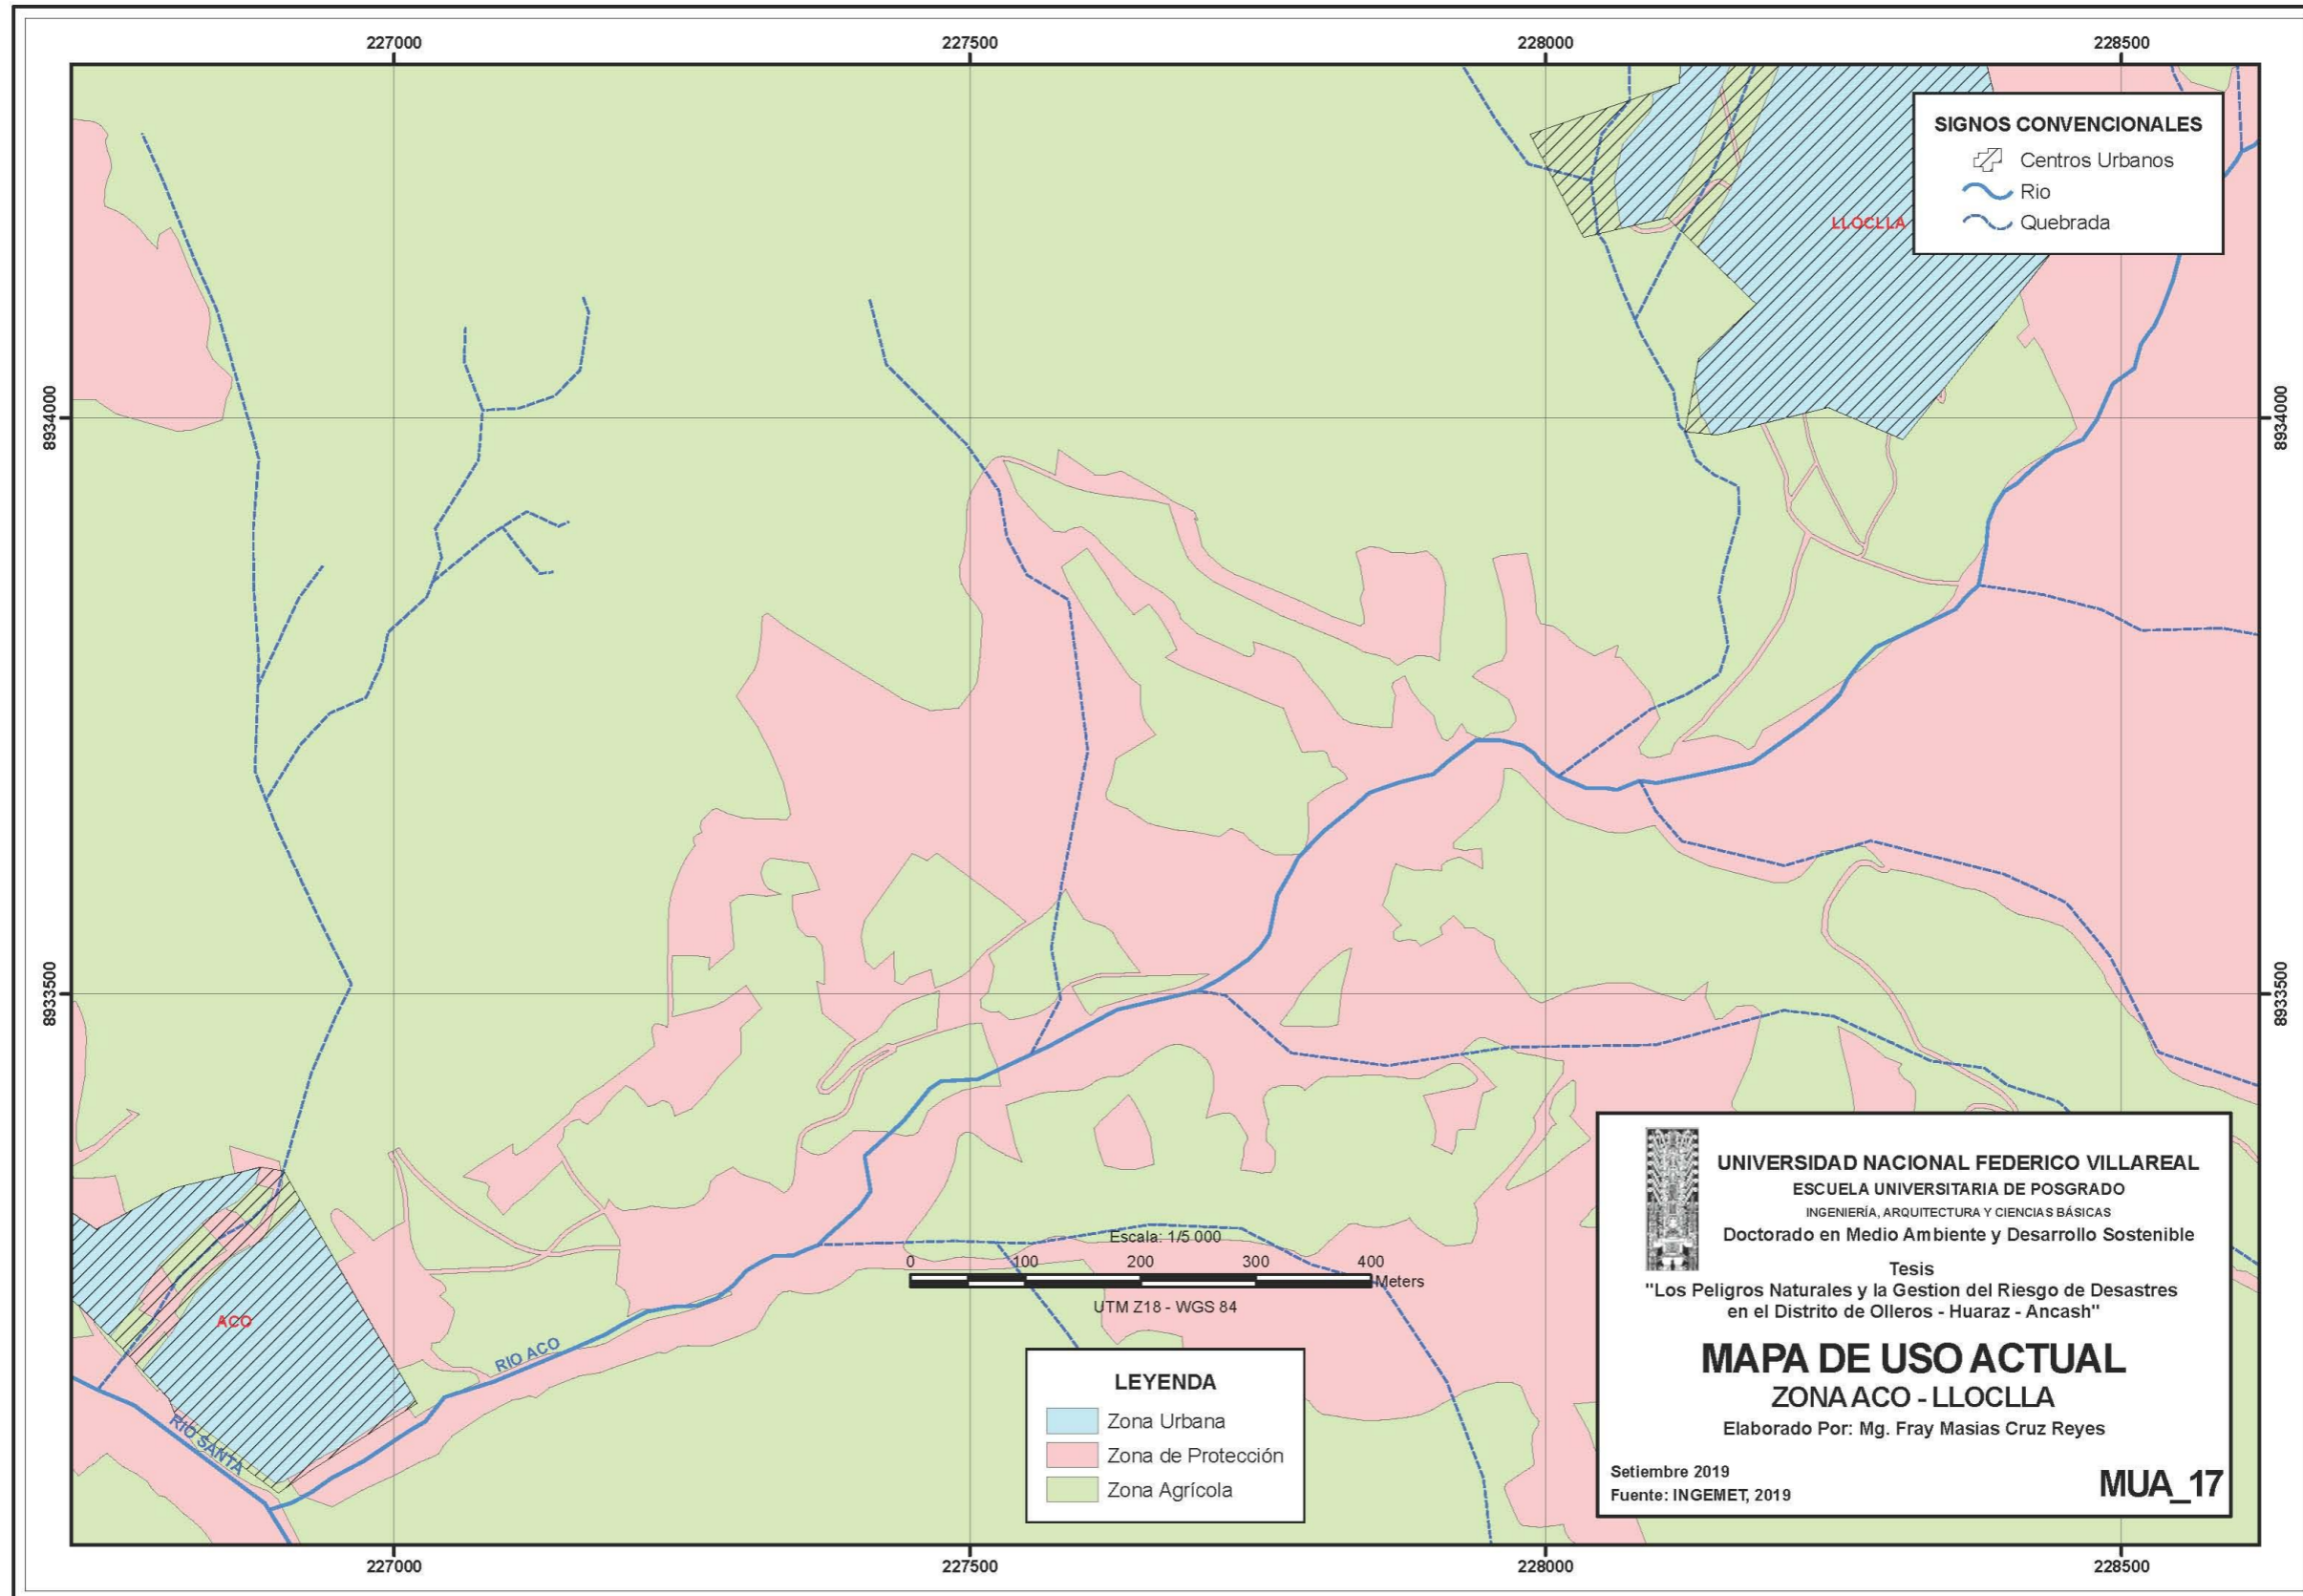 227000
227500
228000
228500
8934000
8934000
8933500
8933500
SIGNOS CONVENCIONALES
Centros Urbanos
Rio
Quebrada
LLOCLLA
ACO
RIO ACO
RIO SANTA
Escala: 1/5 000
0 100 200 300 400
Meters
UTM Z18 - WGS 84
LEYENDA
Zona Urbana
Zona de Protección
Zona Agrícola
UNIVERSIDAD NACIONAL FEDERICO VILLAREAL
ESCUELA UNIVERSITARIA DE POSGRADO
INGENIERÍA, ARQUITECTURA Y CIENCIAS BÁSICAS
Doctorado en Medio Ambiente y Desarrollo Sostenible
Tesis
"Los Peligros Naturales y la Gestion del Riesgo de Desastres
en el Distrito de Olleros - Huaraz - Ancash"
MAPA DE USO ACTUAL
ZONA ACO - LLOCLLA
Elaborado Por: Mg. Fray Masias Cruz Reyes
Setiembre 2019
Fuente: INGEMET, 2019
MUA_17
227000
227500
228000
228500